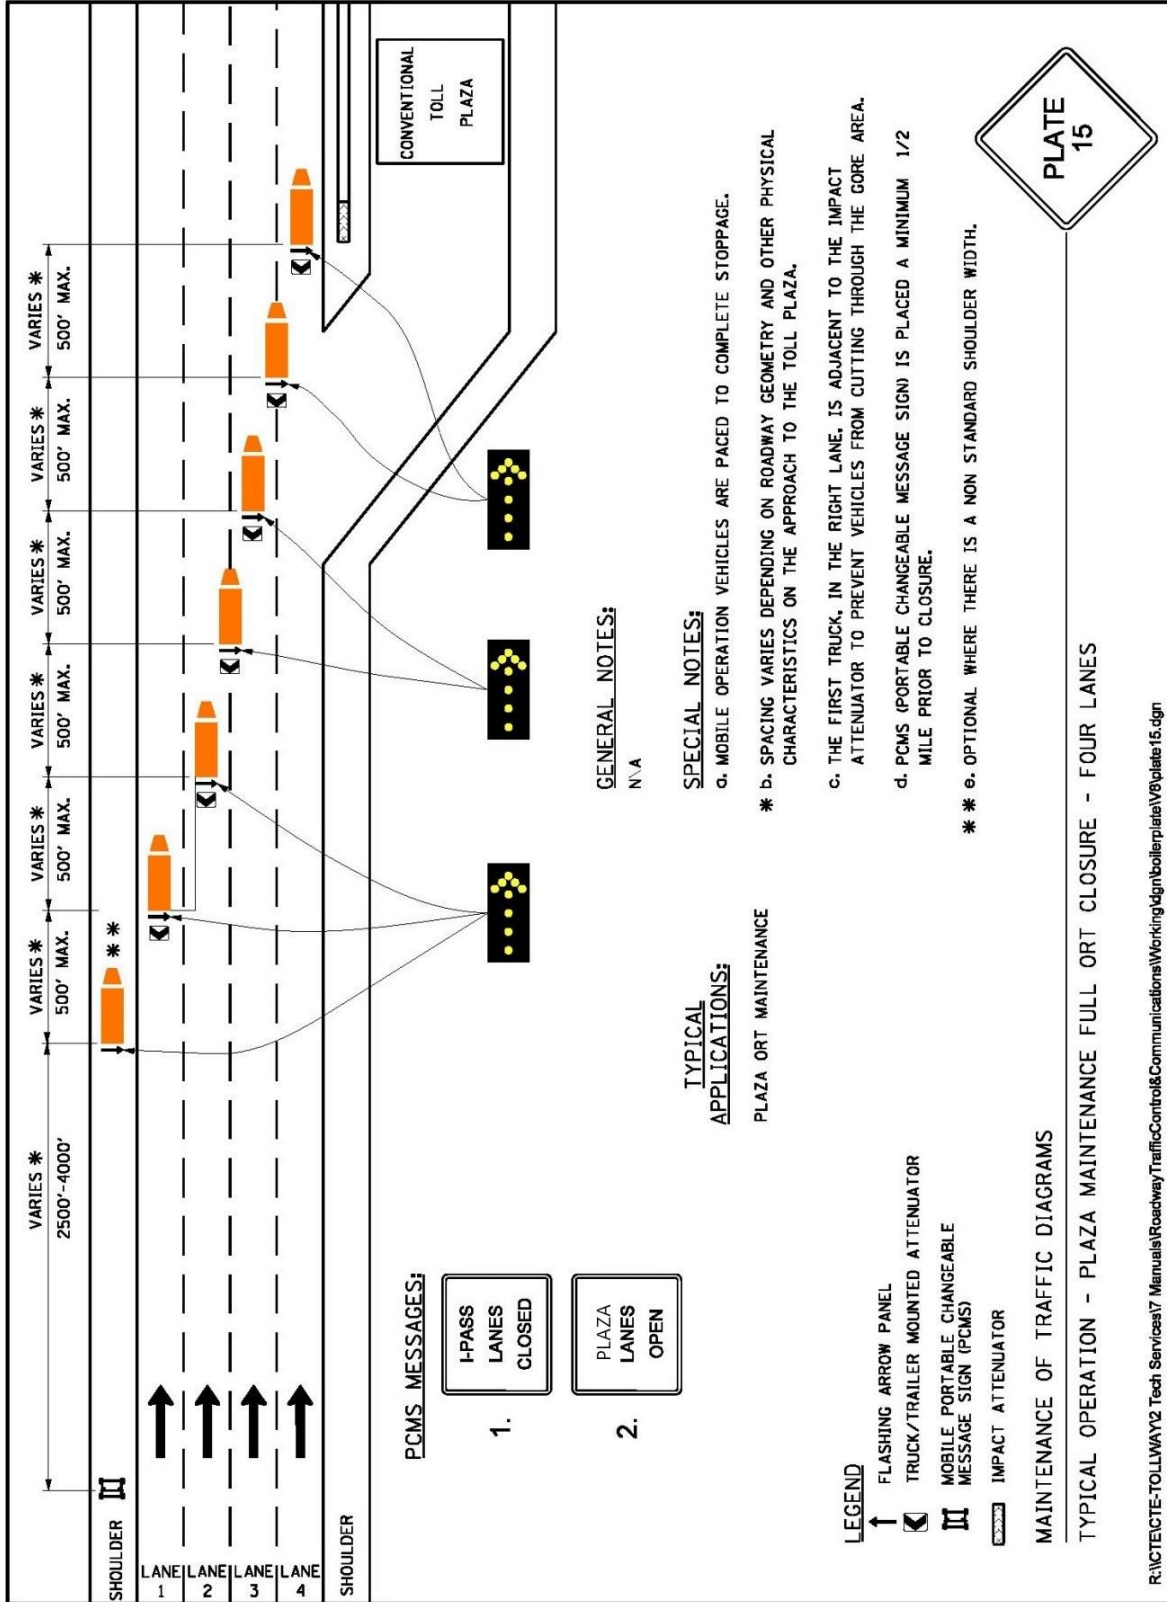 VARIES *
2500'-4000'
VARIES *
500' MAX.
VARIES *
500' MAX.
VARIES *
500' MAX.
VARIES *
500' MAX.
VARIES *
500' MAX.
VARIES *
500' MAX.
SHOULDER
* *
LANE
1
LANE
2
LANE
3
LANE
4
SHOULDER
CONVENTIONAL
TOLL
PLAZA
PCMS MESSAGES:
1.
I-PASS
LANES
CLOSED
2.
PLAZA
LANES
OPEN
TYPICAL
APPLICATIONS:
PLAZA ORT MAINTENANCE
GENERAL NOTES:
N\A
SPECIAL NOTES:
a. MOBILE OPERATION VEHICLES ARE PACED TO COMPLETE STOPPAGE.
* b. SPACING VARIES DEPENDING ON ROADWAY GEOMETRY AND OTHER PHYSICAL
CHARACTERISTICS ON THE APPROACH TO THE TOLL PLAZA.
c. THE FIRST TRUCK, IN THE RIGHT LANE, IS ADJACENT TO THE IMPACT
ATTENUATOR TO PREVENT VEHICLES FROM CUTTING THROUGH THE GORE AREA.
d. PCMS (PORTABLE CHANGEABLE MESSAGE SIGN) IS PLACED A MINIMUM 1/2
MILE PRIOR TO CLOSURE.
* * e. OPTIONAL WHERE THERE IS A NON STANDARD SHOULDER WIDTH.
LEGEND
FLASHING ARROW PANEL
TRUCK/TRAILER MOUNTED ATTENUATOR
MOBILE PORTABLE CHANGEABLE
MESSAGE SIGN (PCMS)
IMPACT ATTENUATOR
MAINTENANCE OF TRAFFIC DIAGRAMS
TYPICAL OPERATION - PLAZA MAINTENANCE FULL ORT CLOSURE - FOUR LANES
PLATE
15
R:\CTE\CTE-TOLLWAY\2 Tech Services\7 Manuals\RoadwayTrafficControl&Communications\Working\dgn\boilerplate\V8\plate15.dgn